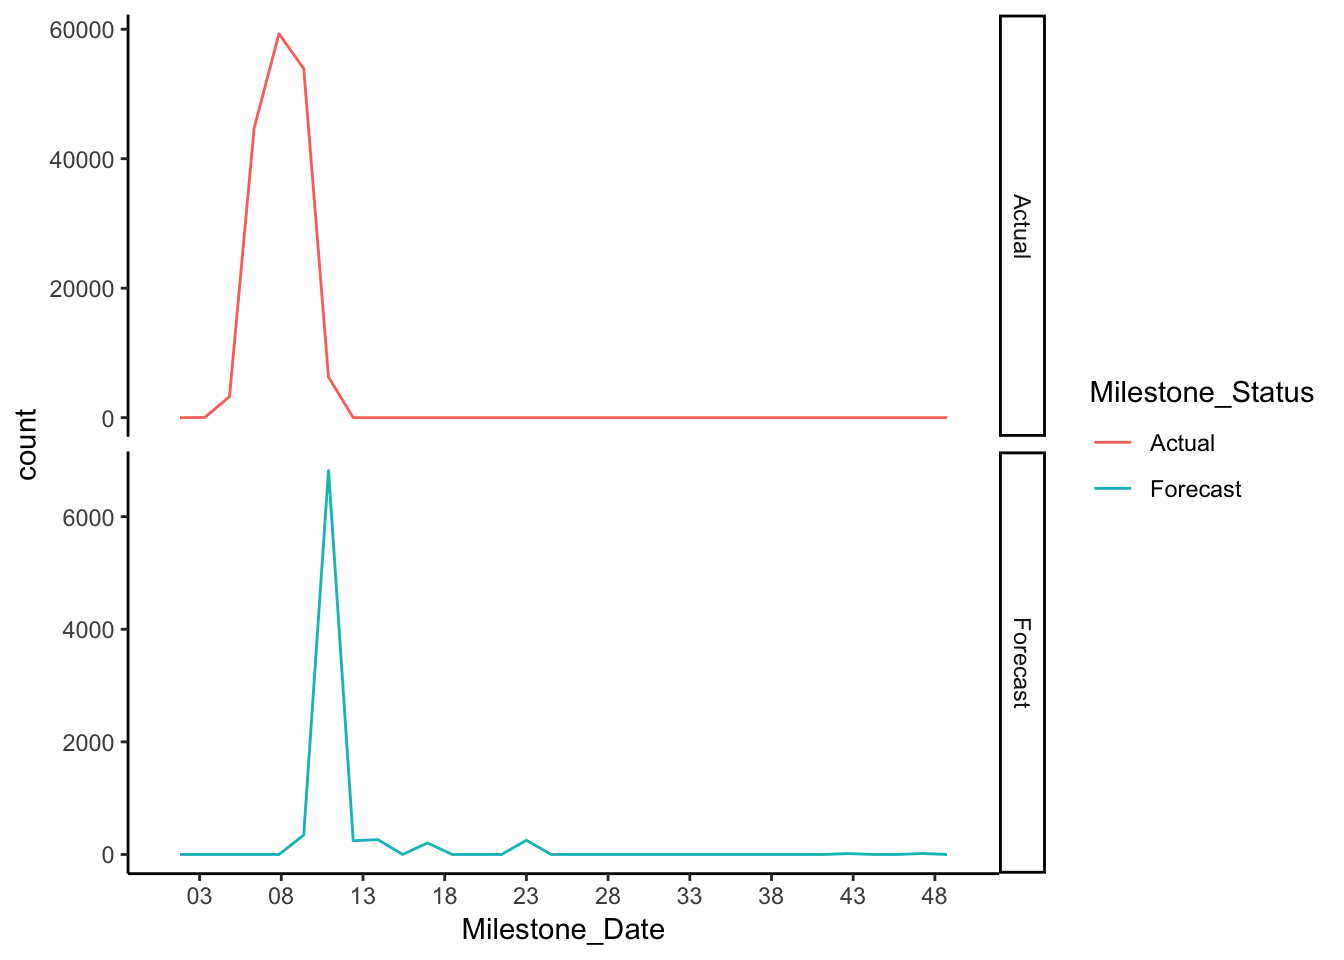 60000
40000
20000
0
Actual
count
6000
4000
2000
0
Forecast
03 08 13 18 23 28 33 38 43 48
Milestone_Date
Milestone_Status
Actual
Forecast